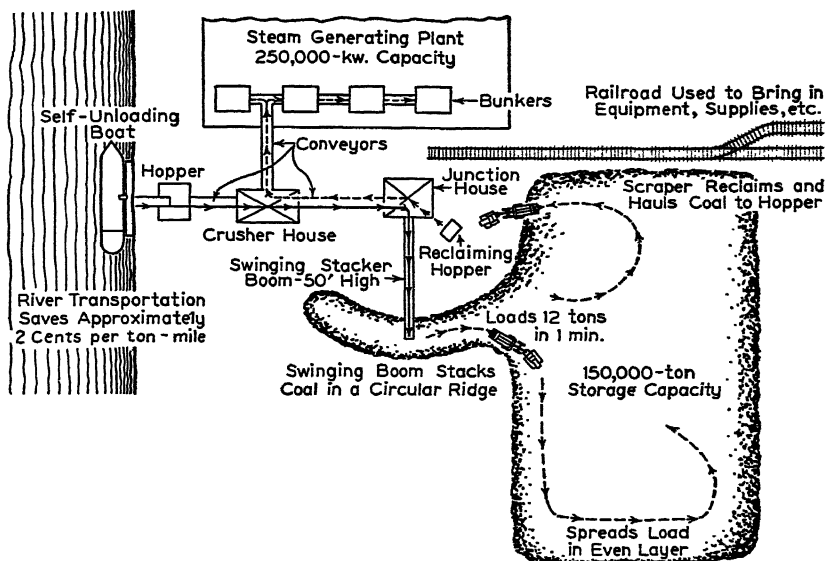 Steam Generating Plant
250,000-kw. Capacity
Bunkers
Railroad Used to Bring in
Equipment, Supplies, etc.
Self-Unloading
Boat
Hopper
Conveyors
Junction
House
Scraper Reclaims and
Hauls Coal to Hopper
Crusher House
Reclaiming
Hopper
Swinging Stacker
Boom-50' High
River Transportation
Saves Approximately
2 Cents per ton-mile
Loads 12 tons
in 1 min.
Swinging Boom Stacks
Coal in a Circular Ridge
150,000-ton
Storage Capacity
Spreads Load
in Even Layer